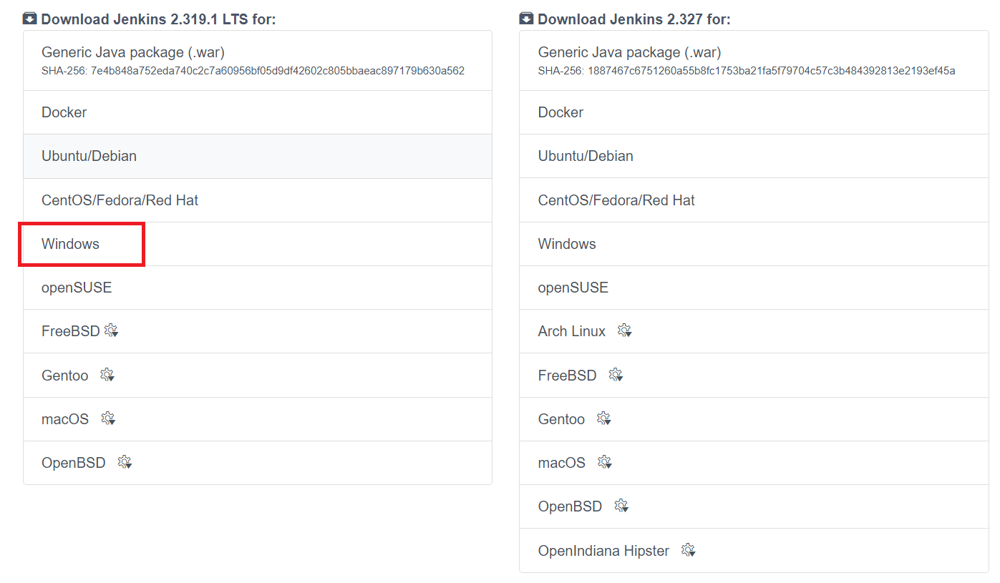 Download Jenkins 2.319.1 LTS for:
Generic Java package (.war)
SHA-256: 7e4b848a752eda740c2c7a60956bf05d9df42602c805bbaeac897179b630a562
Docker
Ubuntu/Debian
CentOS/Fedora/Red Hat
Windows
openSUSE
FreeBSD
Gentoo
macOS
OpenBSD
Download Jenkins 2.327 for:
Generic Java package (.war)
SHA-256: 1887467c6751260a55b8fc1753ba21fa5f79704c57c3b484392813e2193ef45a
Docker
Ubuntu/Debian
CentOS/Fedora/Red Hat
Windows
openSUSE
Arch Linux
FreeBSD
Gentoo
macOS
OpenBSD
OpenIndiana Hipster